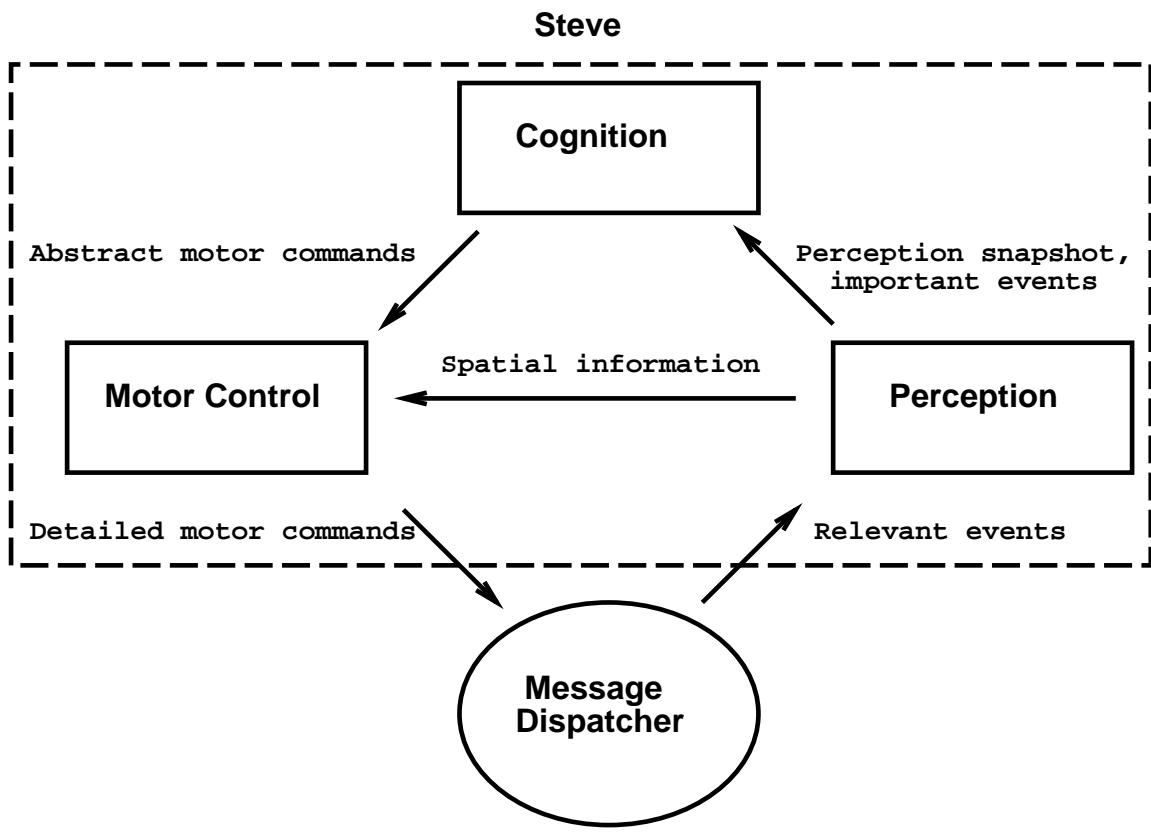 Steve
Cognition
Abstract motor commands
Perception snapshot,
important events
Spatial information
Motor Control
Perception
Detailed motor commands
Relevant events
Message
Dispatcher